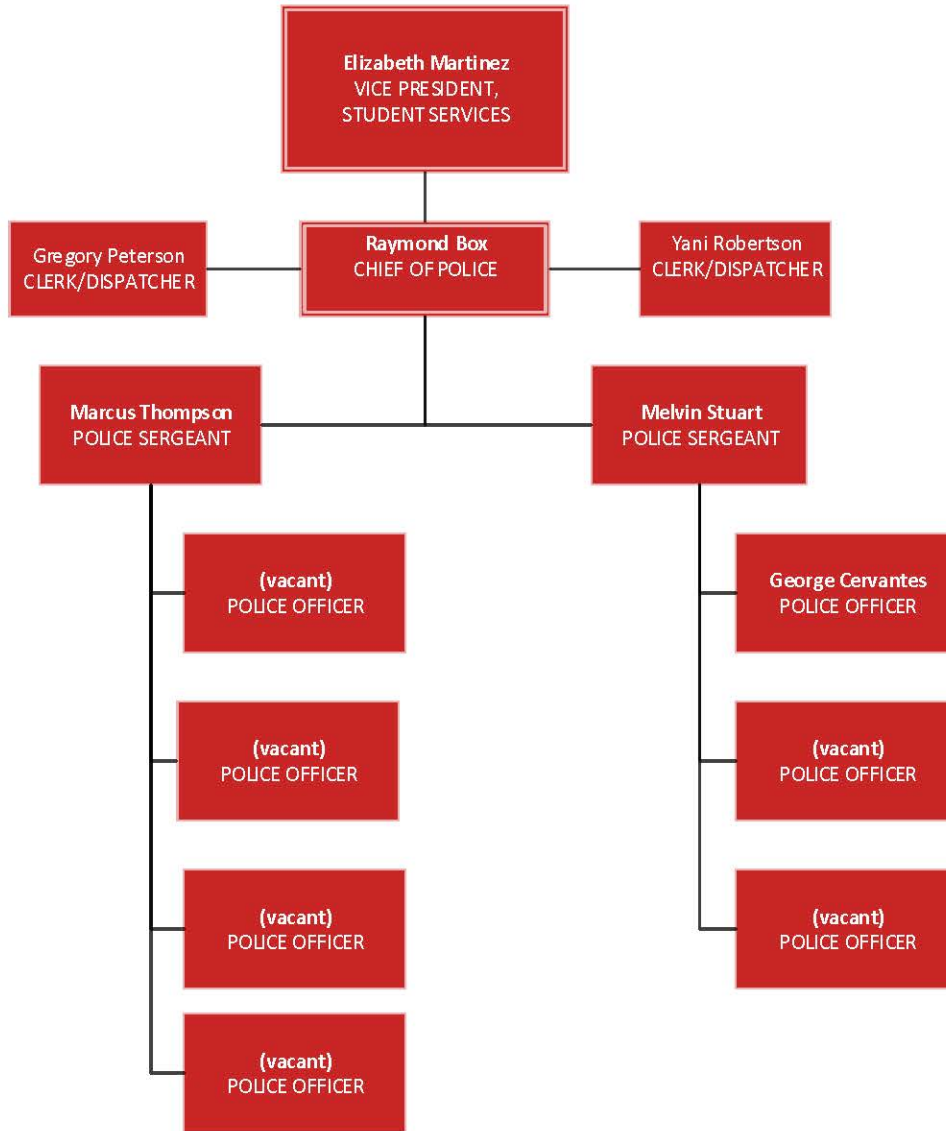 Elizabeth Martinez
VICE PRESIDENT,
STUDENT SERVICES
Gregory Peterson
CLERK/DISPATCHER
Raymond Box
CHIEF OF POLICE
Yani Robertson
CLERK/DISPATCHER
Marcus Thompson
POLICE SERGEANT
Melvin Stuart
POLICE SERGEANT
(vacant)
POLICE OFFICER
(vacant)
POLICE OFFICER
(vacant)
POLICE OFFICER
(vacant)
POLICE OFFICER
George Cervantes
POLICE OFFICER
(vacant)
POLICE OFFICER
(vacant)
POLICE OFFICER